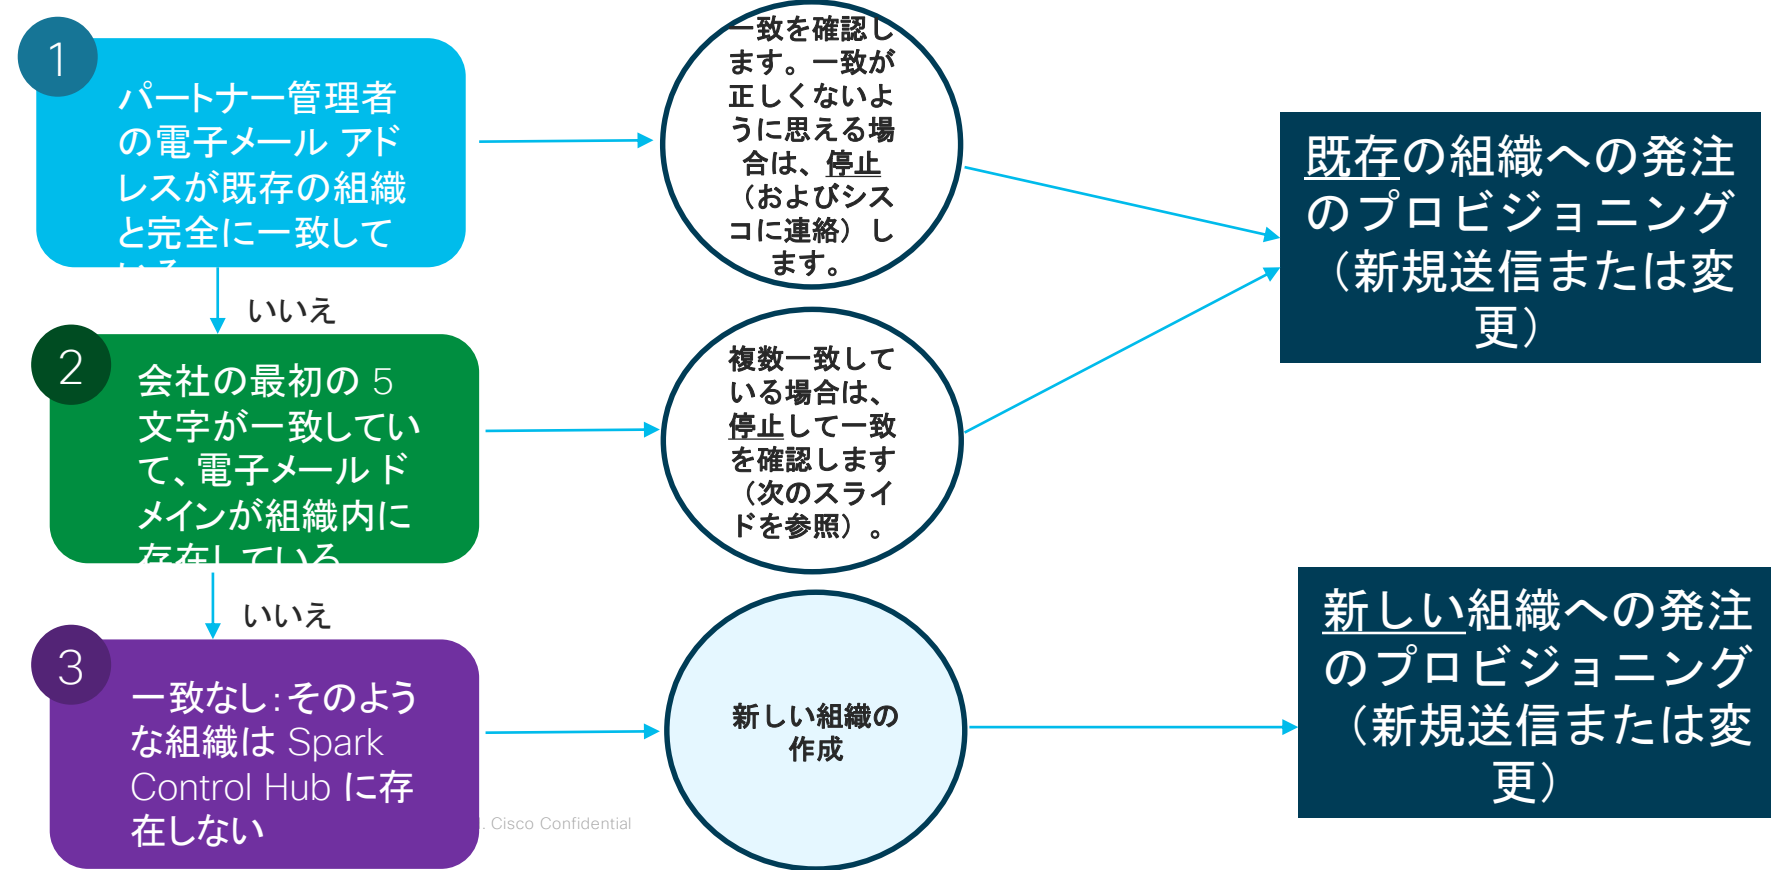 1
パートナー管理者
の電子メール アド
レスが既存の組織
と完全に一致して
いいえ
2
会社の最初の 5
文字が一致してい
て、電子メール ド
メインが組織内に
存在している
いいえ
3
一致なし：そのよう
な組織は Spark
Control Hub に存
在しない
一致を確認し
ます。一致が
正しくないよ
うに思える場
合は、停止
（およびシス
コに連絡）し
ます。
複数一致して
いる場合は、
停止して一致
を確認します
（次のスライ
ドを参照）。
新しい組織の
作成
既存の組織への発注
のプロビジョニング
（新規送信または変
更）
新しい組織への発注
のプロビジョニング
（新規送信または変
更）
. Cisco Confidential